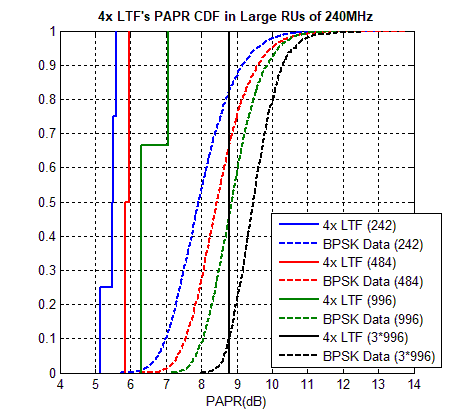 4x LTF's PAPR CDF in Large RUs of 240MHz
1
0.9
0.8
0.7
0.6
0.5
0.4
0.3
0.2
0.1
0
4x LTF (242)
BPSK Data (242)
4x LTF (484)
BPSK Data (484)
4x LTF (996)
BPSK Data (996)
4x LTF (3*996)
BPSK Data (3*996)
4 5 6 7 8 9 10 11 12 13 14
PAPR(dB)